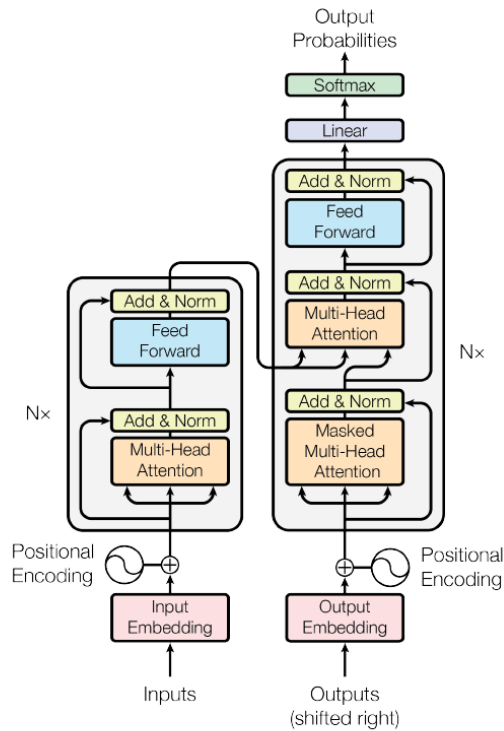 Output
Probabilities
Softmax
Linear
Add & Norm
Feed
Forward
Add & Norm
Multi-Head
Attention
N×
Add & Norm
Masked
Multi-Head
Attention
Add & Norm
Feed
Forward
N×
Add & Norm
Multi-Head
Attention
Positional
Encoding
Positional
Encoding
Input
Embedding
Output
Embedding
Inputs
Outputs
(shifted right)